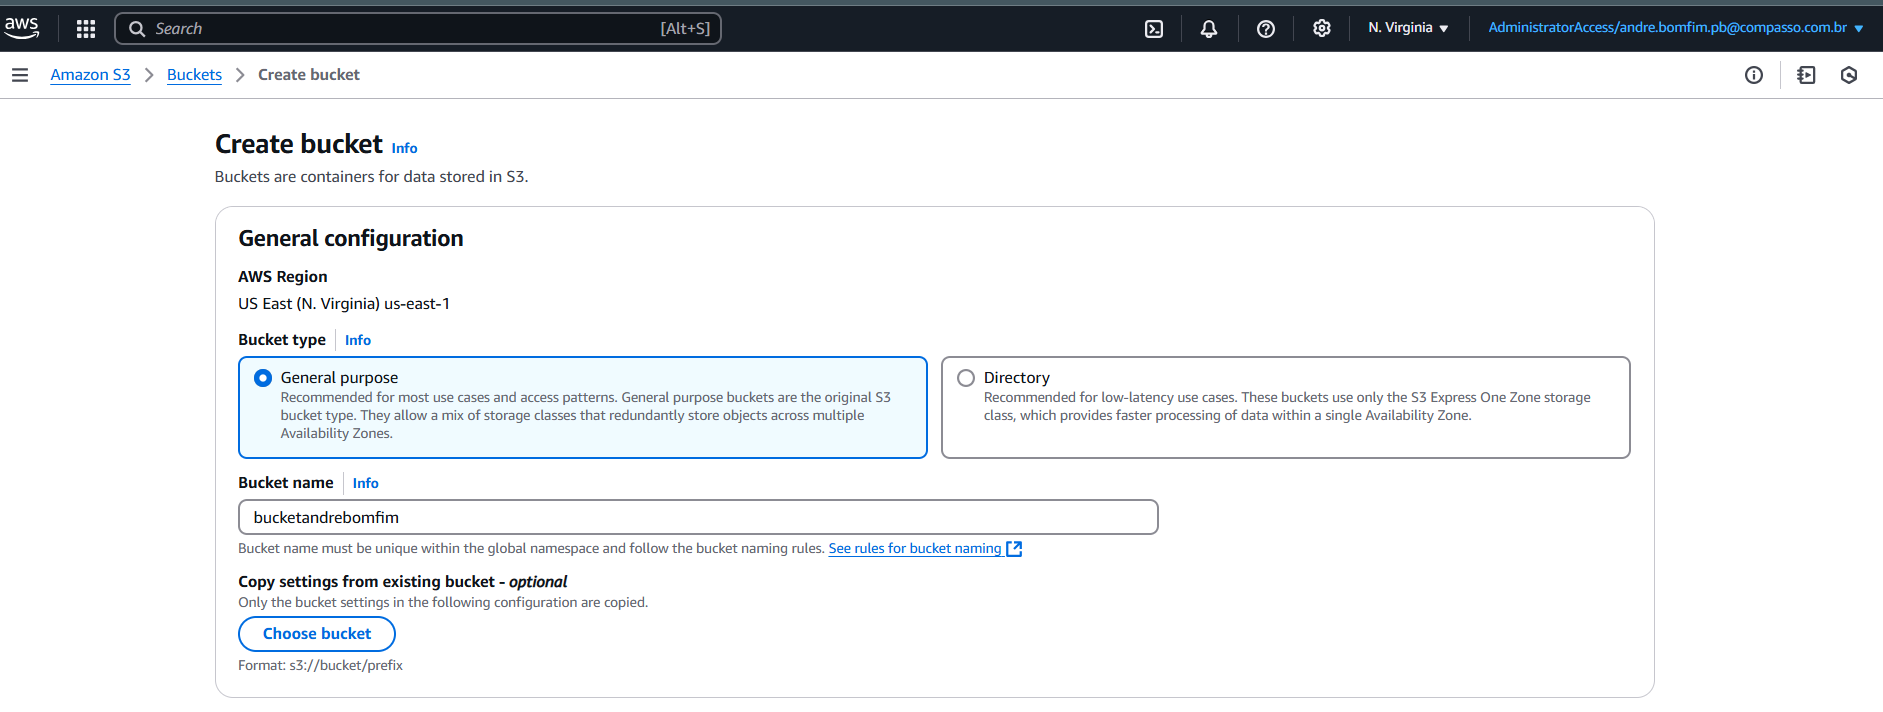 aws
Search [Alt+S]
N. Virginia
AdministratorAccess/andre.bomfim.pb@compasso.com.br
Amazon S3 > Buckets > Create bucket
Create bucket Info
Buckets are containers for data stored in S3.
General configuration
AWS Region
US East (N. Virginia) us-east-1
Bucket type Info
General purpose
Recommended for most use cases and access patterns. General purpose buckets are the original S3
bucket type. They allow a mix of storage classes that redundantly store objects across multiple
Availability Zones.
Directory
Recommended for low-latency use cases. These buckets use only the S3 Express One Zone storage
class, which provides faster processing of data within a single Availability Zone.
Bucket name Info
bucketandrebomfim
Bucket name must be unique within the global namespace and follow the bucket naming rules. See rules for bucket naming
Copy settings from existing bucket - optional
Only the bucket settings in the following configuration are copied.
Choose bucket
Format: s3://bucket/prefix